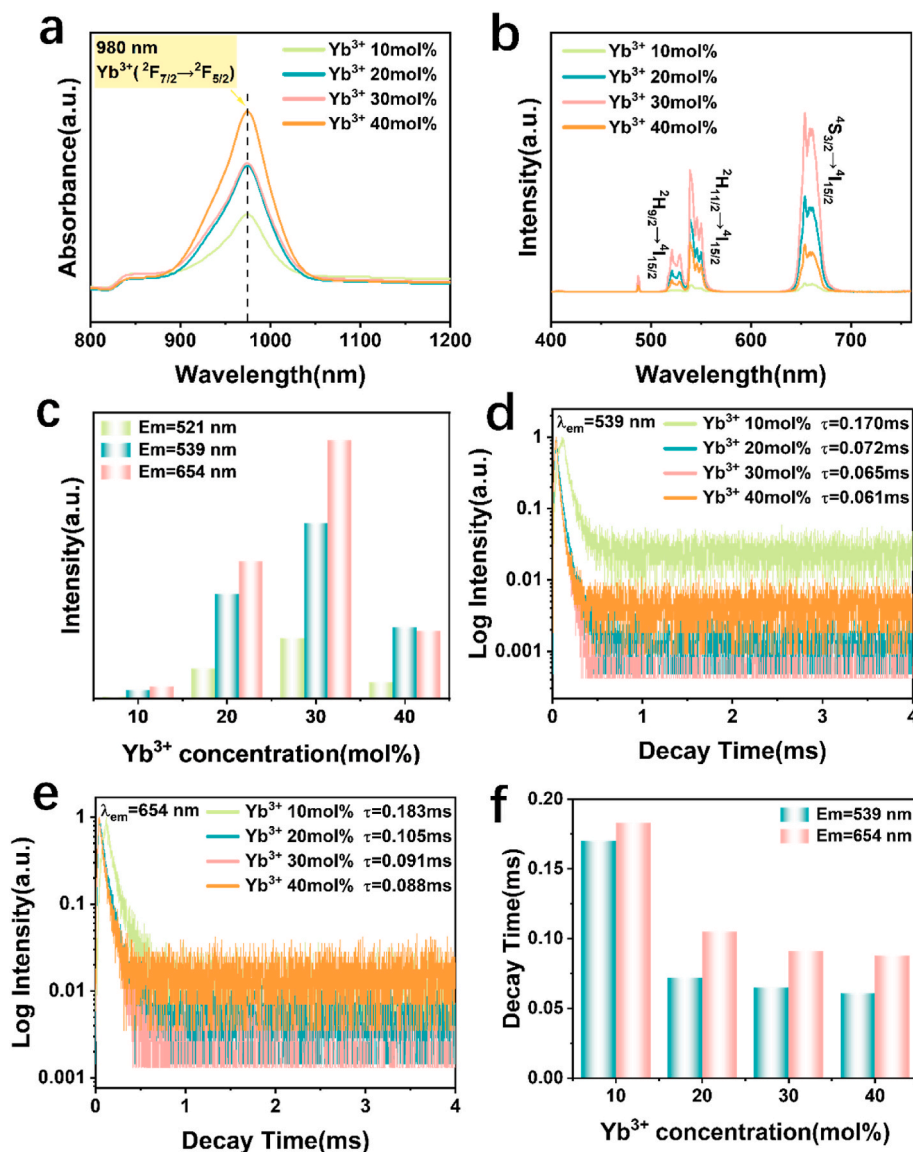 a
980 nm
Yb³⁺(²F₇/₂→²F₅/₂)
Yb³⁺ 10mol%
Yb³⁺ 20mol%
Yb³⁺ 30mol%
Yb³⁺ 40mol%
Absorbance(a.u.)
800 900 1000 1100 1200
Wavelength(nm)
b
Yb³⁺ 10mol%
Yb³⁺ 20mol%
Yb³⁺ 30mol%
Yb³⁺ 40mol%
²H₉/₂→⁴I₁₅/₂
²H₁₁/₂→⁴I₁₅/₂
⁴S₃/₂→⁴I₁₅/₂
Intensity(a.u.)
400 500 600 700
Wavelength(nm)
c
Em=521 nm
Em=539 nm
Em=654 nm
Intensity(a.u.)
10 20 30 40
Yb³⁺ concentration(mol%)
d
λem=539 nm
Yb³⁺ 10mol% τ=0.170ms
Yb³⁺ 20mol% τ=0.072ms
Yb³⁺ 30mol% τ=0.065ms
Yb³⁺ 40mol% τ=0.061ms
Log Intensity(a.u.)
1
0.1
0.01
0.001
0 1 2 3 4
Decay Time(ms)
e
λem=654 nm
Yb³⁺ 10mol% τ=0.183ms
Yb³⁺ 20mol% τ=0.105ms
Yb³⁺ 30mol% τ=0.091ms
Yb³⁺ 40mol% τ=0.088ms
Log Intensity(a.u.)
1
0.1
0.01
0.001
0 1 2 3 4
Decay Time(ms)
f
Em=539 nm
Em=654 nm
Decay Time(ms)
0.20
0.15
0.10
0.05
0.00
10 20 30 40
Yb³⁺ concentration(mol%)